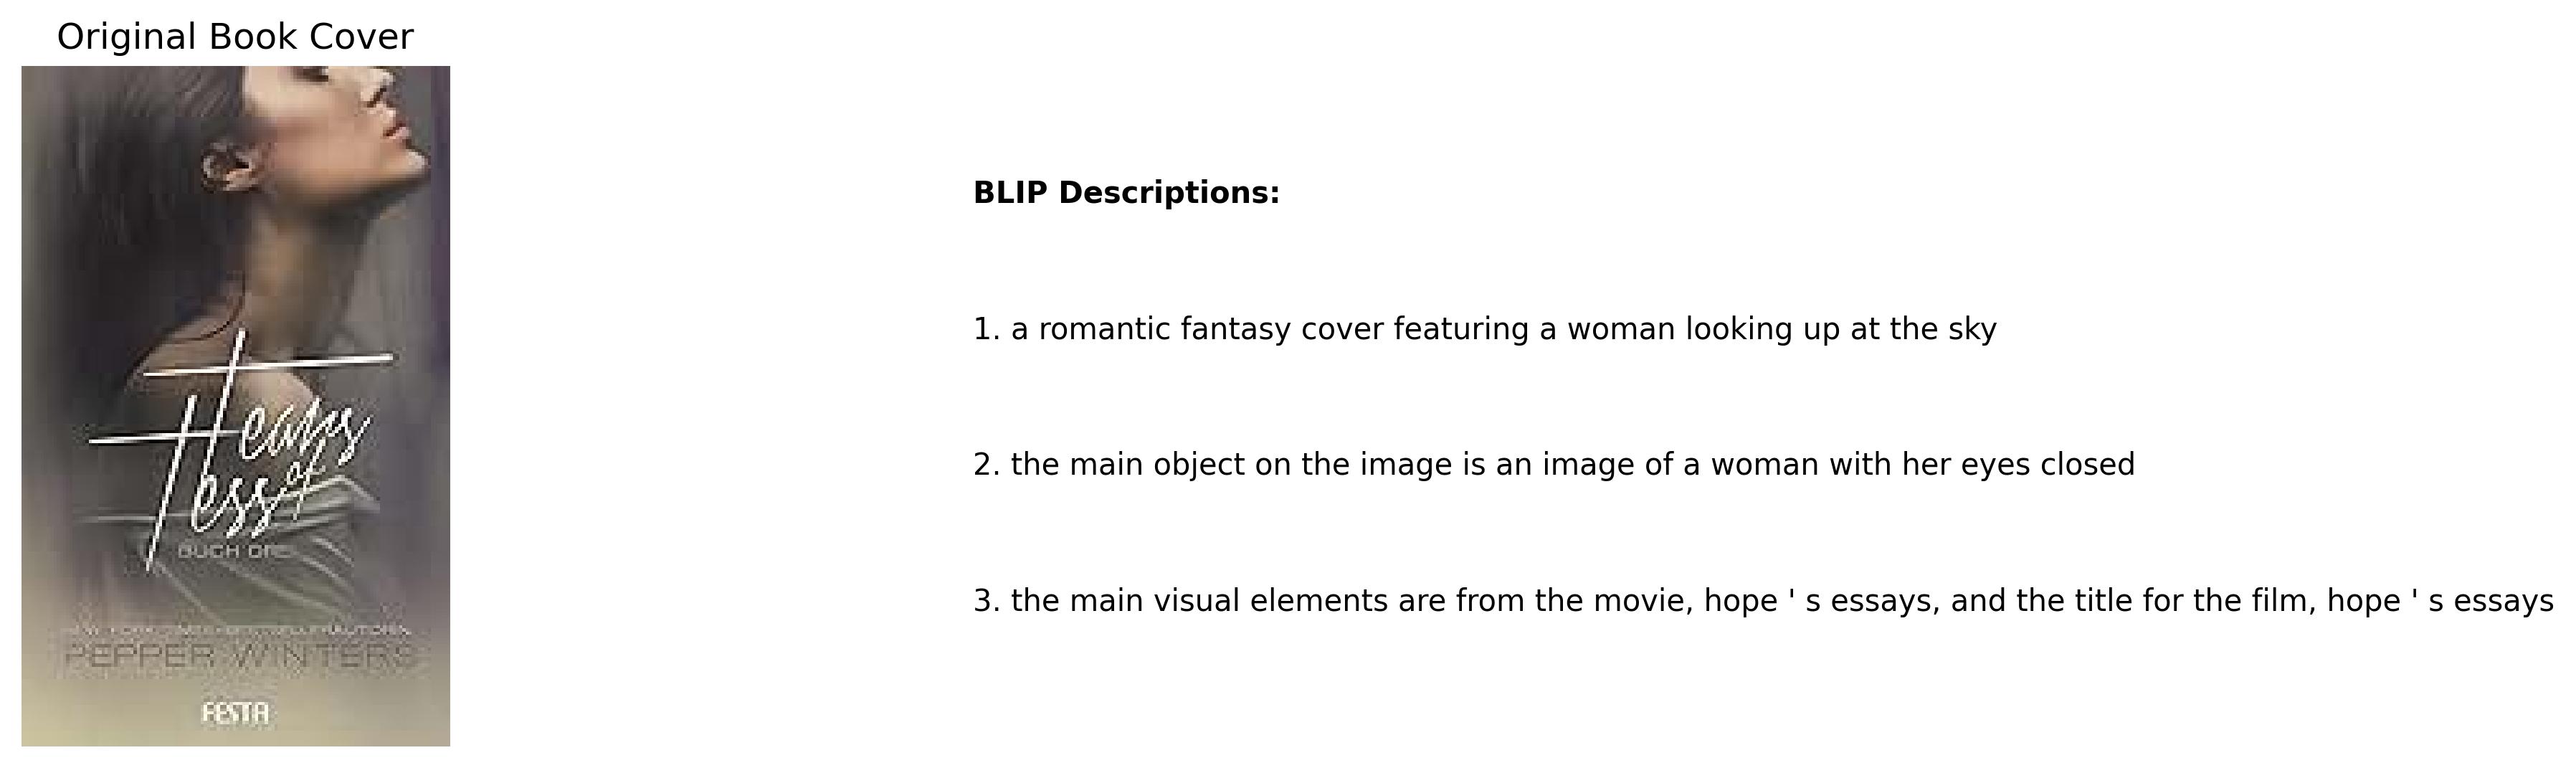 Original Book Cover
Tears
of
Tess
BUCH ONE
PEPPER WINTERS
FESTA
BLIP Descriptions:
1. a romantic fantasy cover featuring a woman looking up at the sky
2. the main object on the image is an image of a woman with her eyes closed
3. the main visual elements are from the movie, hope ' s essays, and the title for the film, hope ' s essays